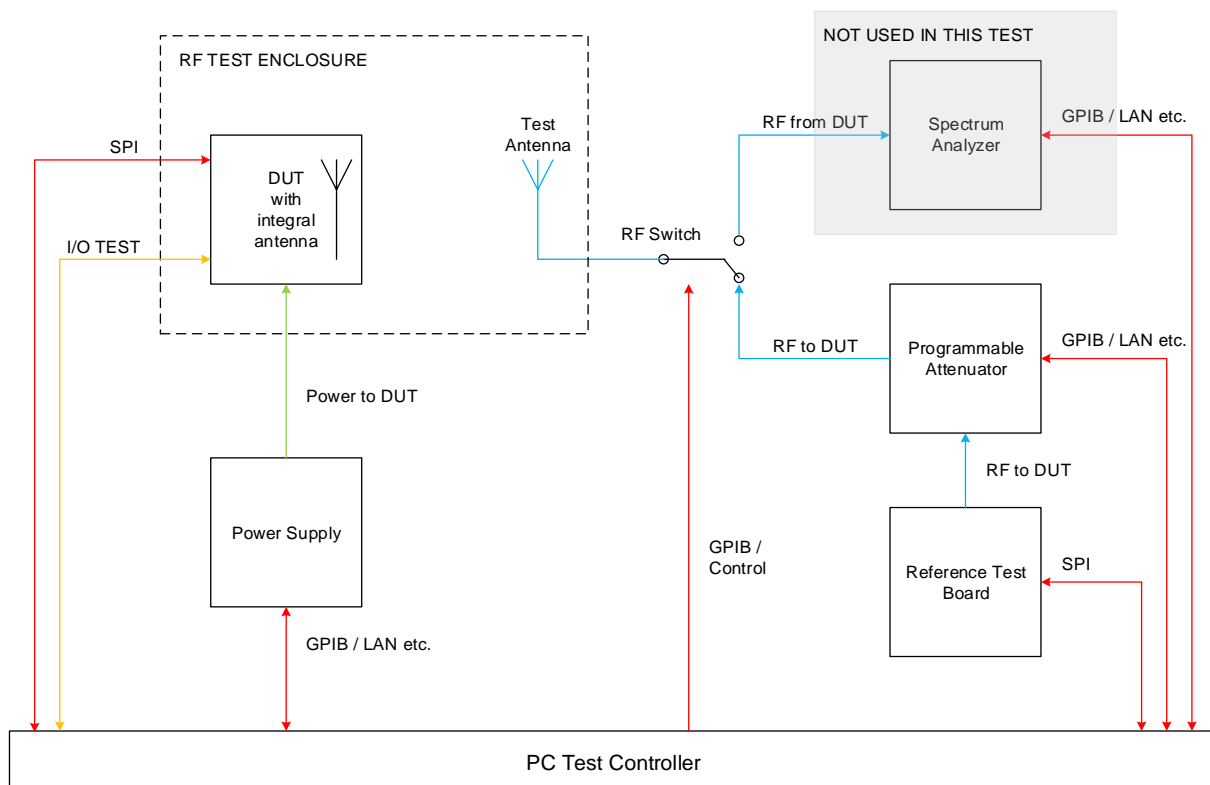 NOT USED IN THIS TEST
RF TEST ENCLOSURE
Test
Antenna
RF from DUT
Spectrum
Analyzer
GPIB / LAN etc.
SPI
DUT
with
integral
antenna
I/O TEST
RF Switch
RF to DUT
Programmable
Attenuator
GPIB / LAN etc.
Power to DUT
RF to DUT
Power Supply
GPIB /
Control
Reference Test
Board
SPI
GPIB / LAN etc.
PC Test Controller